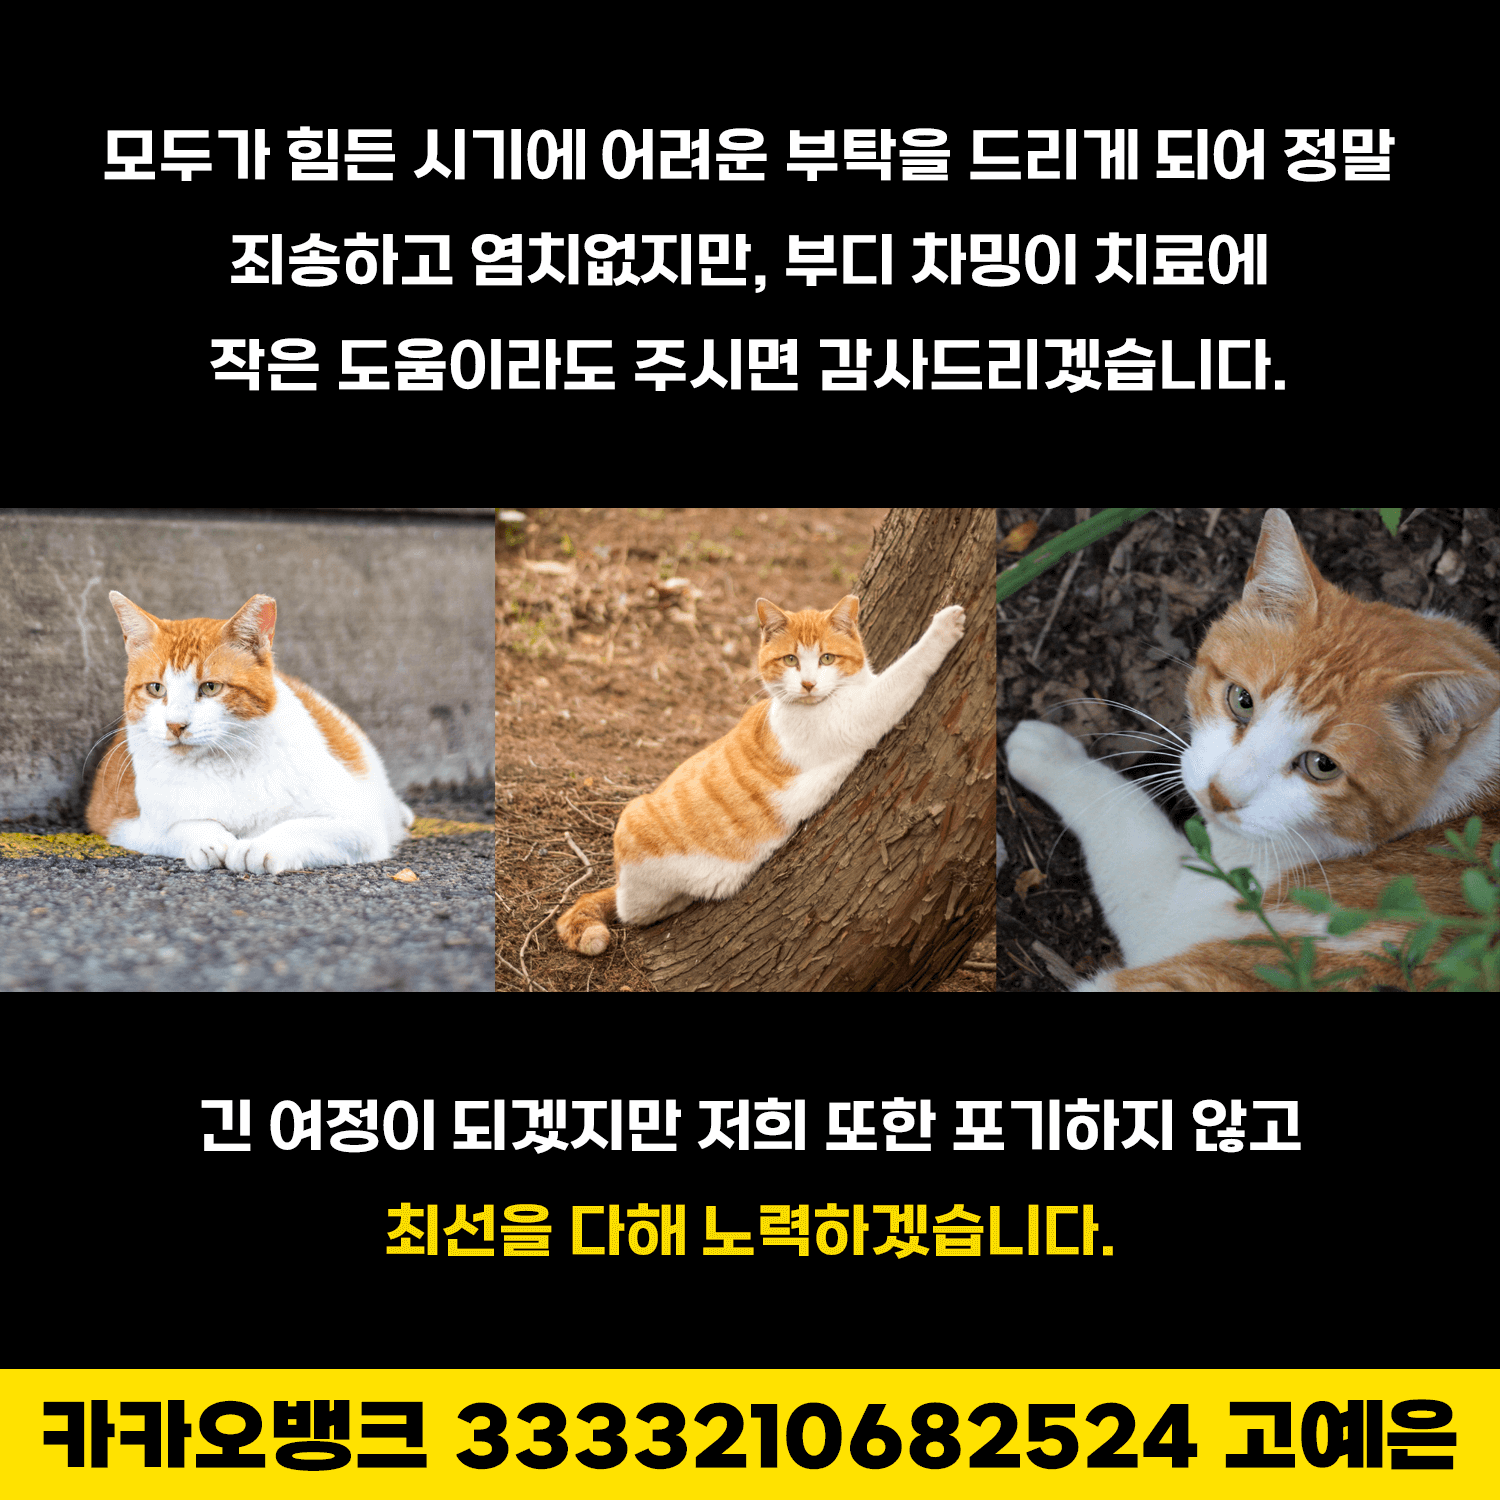 모두가 힘든 시기에 어려운 부탁을 드리게 되어 정말
죄송하고 염치없지만, 부디 차밍이 치료에
작은 도움이라도 주시면 감사드리겠습니다.
긴 여정이 되겠지만 저희 또한 포기하지 않고
최선을 다해 노력하겠습니다.
카카오뱅크 3333210682524 고예은